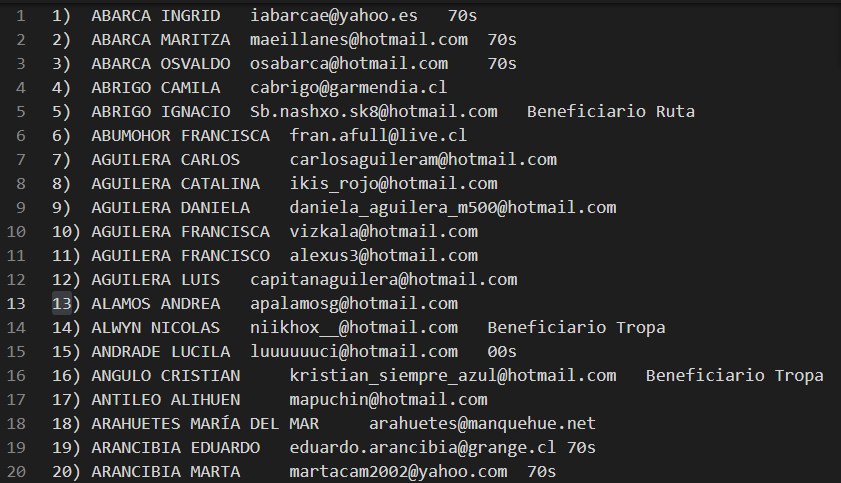 1 1) ABARCA INGRID iabarcae@yahoo.es 70s
2 2) ABARCA MARITZA maeillanes@hotmail.com 70s
3 3) ABARCA OSVALDO osabarca@hotmail.com 70s
4 4) ABRIGO CAMILA cabrigo@garmendia.cl
5 5) ABRIGO IGNACIO Sb.nashxo.sk8@hotmail.com Beneficiario Ruta
6 6) ABUMOHOR FRANCISCA fran.afull@live.cl
7 7) AGUILERA CARLOS carlosaguileram@hotmail.com
8 8) AGUILERA CATALINA ikis_rojo@hotmail.com
9 9) AGUILERA DANIELA daniela_aguilera_m500@hotmail.com
10 10) AGUILERA FRANCISCA vizkala@hotmail.com
11 11) AGUILERA FRANCISCO alexus3@hotmail.com
12 12) AGUILERA LUIS capitanaguilera@hotmail.com
13 13) ALAMOS ANDREA apalamosg@hotmail.com
14 14) ALWYN NICOLAS niikhox__@hotmail.com Beneficiario Tropa
15 15) ANDRADE LUCILA luuuuuuci@hotmail.com 00s
16 16) ANGULO CRISTIAN kristian_siempre_azul@hotmail.com Beneficiario Tropa
17 17) ANTILEO ALIHUEN mapuchin@hotmail.com
18 18) ARAHUETES MARÍA DEL MAR arahuetes@manquehue.net
19 19) ARANCIBIA EDUARDO eduardo.arancibia@grange.cl 70s
20 20) ARANCIBIA MARTA martacam2002@yahoo.com 70s